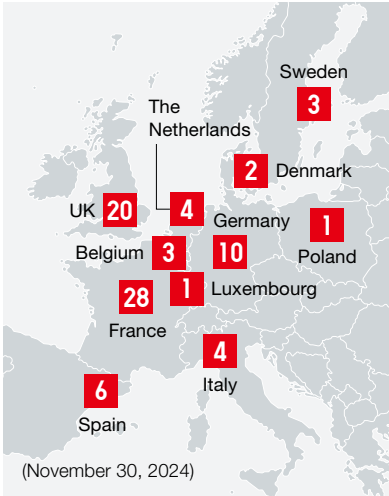 Sweden
3
The
Netherlands
2 Denmark
UK 20
4
Germany
1
Belgium 3
10
Poland
28
1 Luxembourg
France
4
Italy
6
Spain
(November 30, 2024)